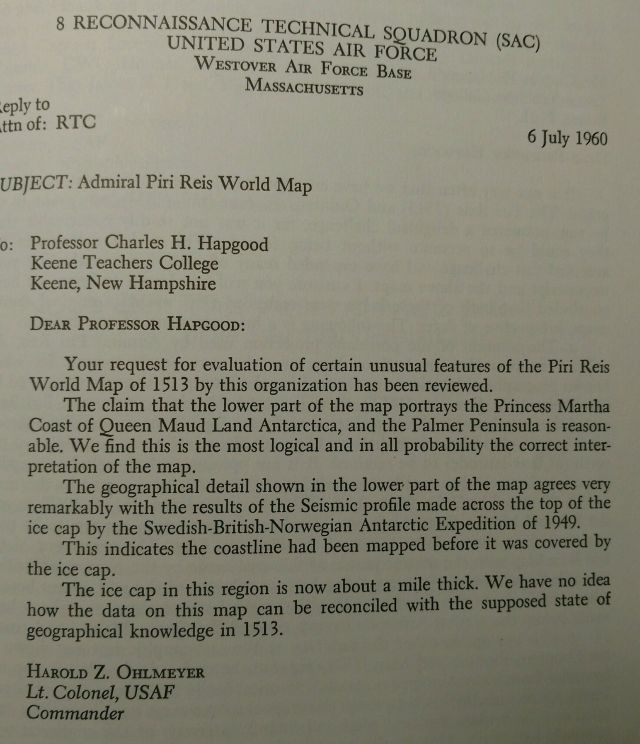 8 RECONNAISSANCE TECHNICAL SQUADRON (SAC)
UNITED STATES AIR FORCE
WESTOVER AIR FORCE BASE
MASSACHUSETTS
eply to
ttn of: RTC
6 July 1960
UBJECT: Admiral Piri Reis World Map
o: Professor Charles H. Hapgood
Keene Teachers College
Keene, New Hampshire
DEAR PROFESSOR HAPGOOD:
Your request for evaluation of certain unusual features of the Piri Reis
World Map of 1513 by this organization has been reviewed.
The claim that the lower part of the map portrays the Princess Martha
Coast of Queen Maud Land Antarctica, and the Palmer Peninsula is reason-
able. We find this is the most logical and in all probability the correct inter-
pretation of the map.
The geographical detail shown in the lower part of the map agrees very
remarkably with the results of the Seismic profile made across the top of the
ice cap by the Swedish-British-Norwegian Antarctic Expedition of 1949.
This indicates the coastline had been mapped before it was covered by
the ice cap.
The ice cap in this region is now about a mile thick. We have no idea
how the data on this map can be reconciled with the supposed state of
geographical knowledge in 1513.
HAROLD Z. OHLMEYER
Lt. Colonel, USAF
Commander